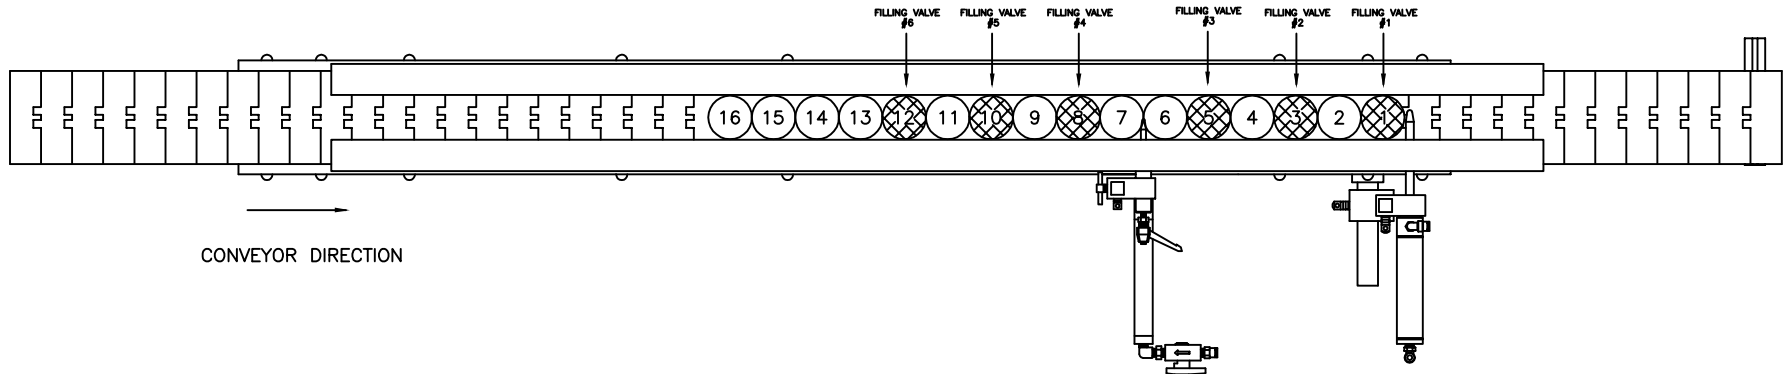 FILLING VALVE
#6
FILLING VALVE
#5
FILLING VALVE
#4
FILLING VALVE
#3
FILLING VALVE
#2
FILLING VALVE
#1
16 15 14 13 12 11 10 9 8 7 6 5 4 3 2 1
CONVEYOR DIRECTION